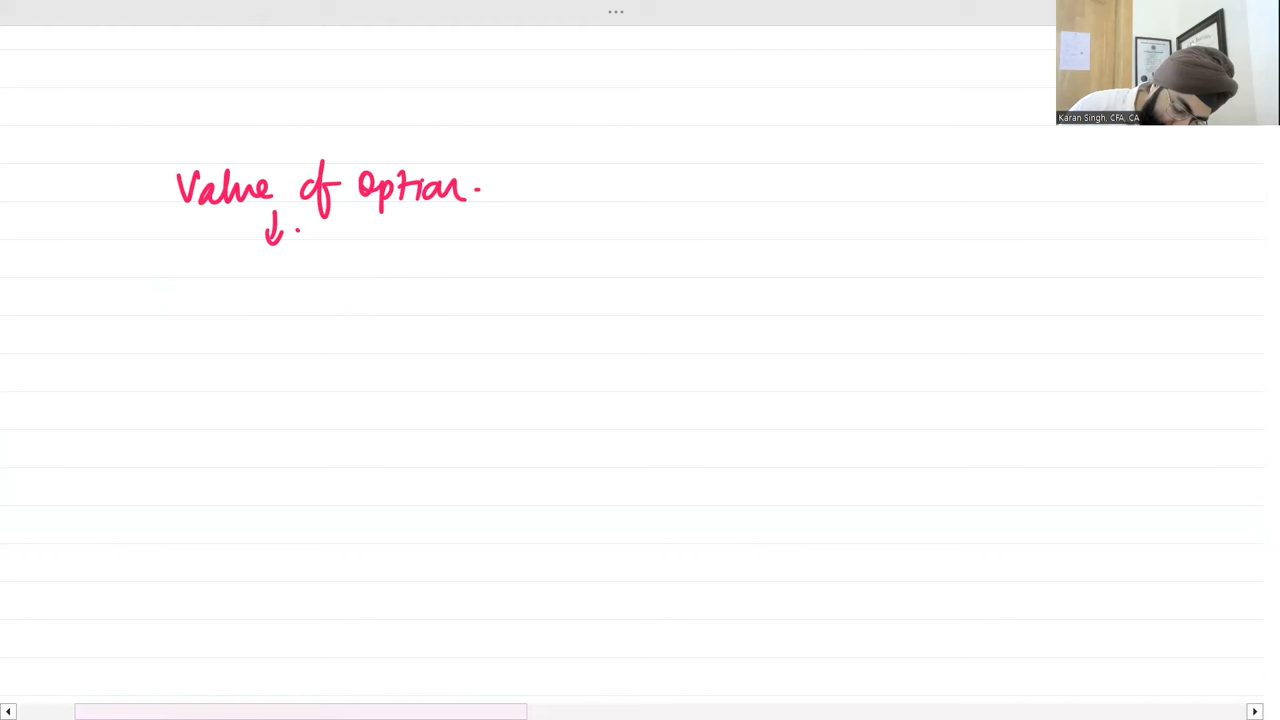 Karan Singh, CFA, CA
Value of option.